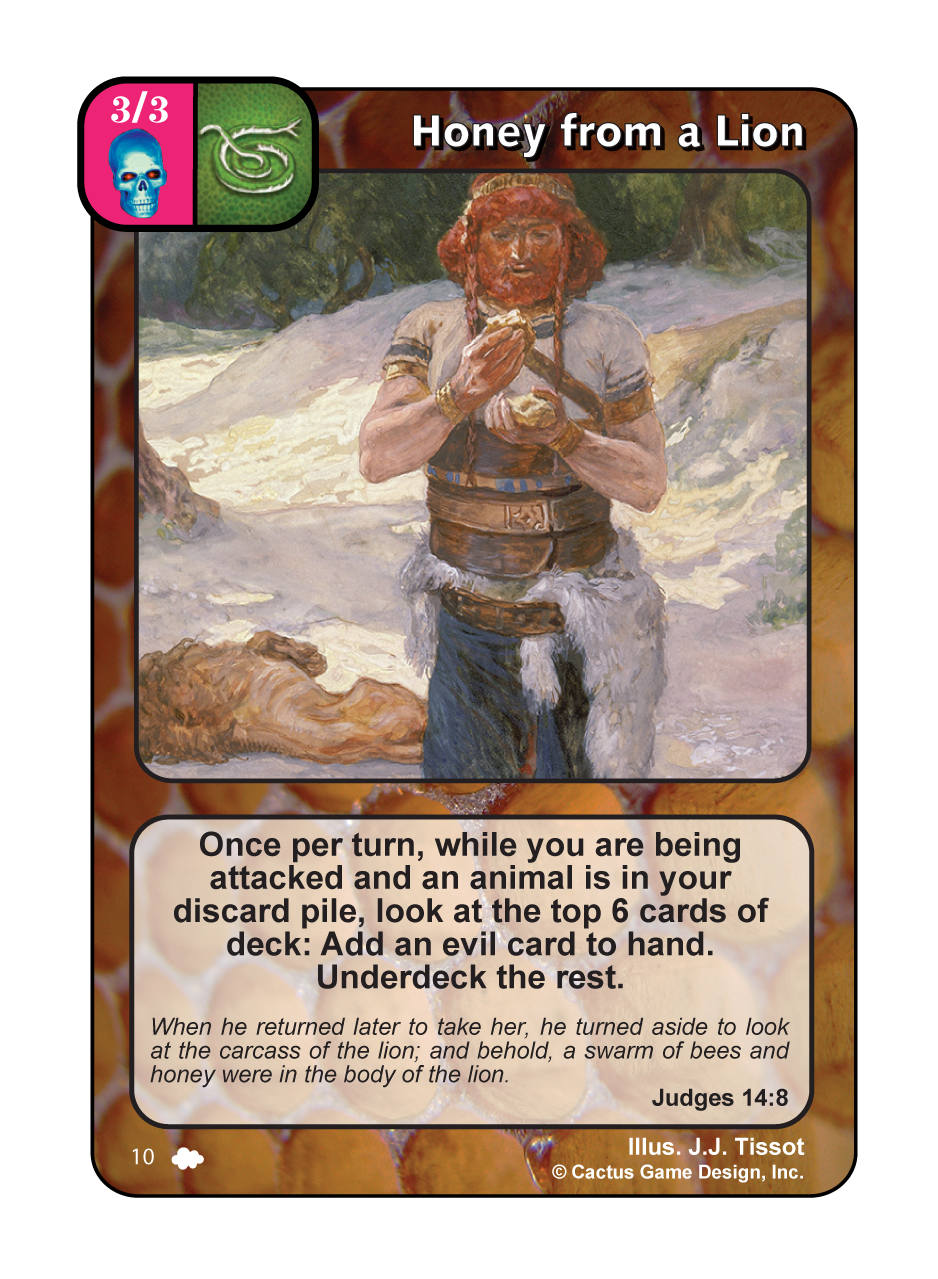 3/3
Honey from a Lion
Once per turn, while you are being
attacked and an animal is in your
discard pile, look at the top 6 cards of
deck: Add an evil card to hand.
Underdeck the rest.
When he returned later to take her, he turned aside to look
at the carcass of the lion; and behold, a swarm of bees and
honey were in the body of the lion.
Judges 14:8
10
Illus. J.J. Tissot
© Cactus Game Design, Inc.